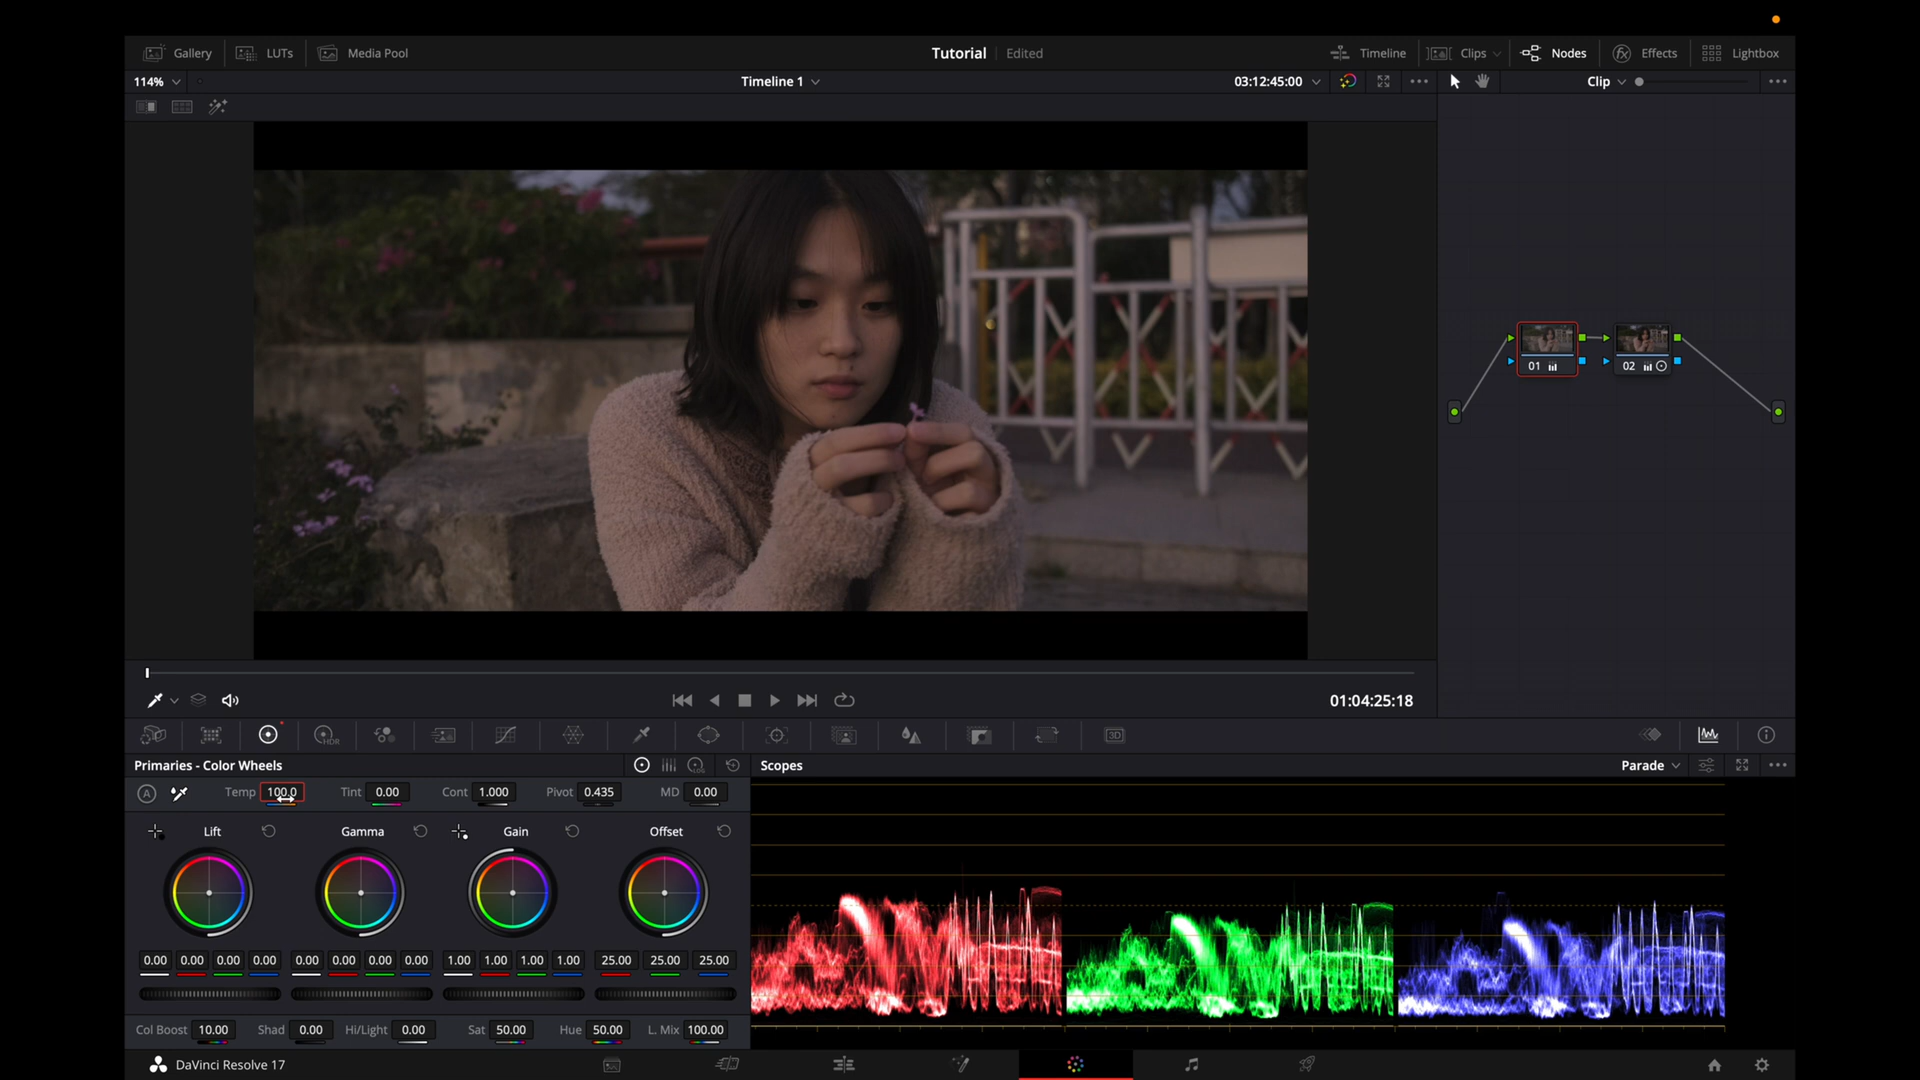 Gallery LUTs Media Pool Tutorial Edited Timeline Clips Nodes Effects Lightbox
114% Timeline 1 03:12:45:00 Clip
01 02
01:04:25:18
HDR 3D
Primaries - Color Wheels LOG Scopes Parade
A Temp 100.0 Tint 0.00 Cont 1.000 Pivot 0.435 MD 0.00
Lift Gamma Gain Offset
0.00 0.00 0.00 0.00 0.00 0.00 0.00 0.00 1.00 1.00 1.00 1.00 25.00 25.00 25.00
Col Boost 10.00 Shad 0.00 Hi/Light 0.00 Sat 50.00 Hue 50.00 L. Mix 100.00
DaVinci Resolve 17